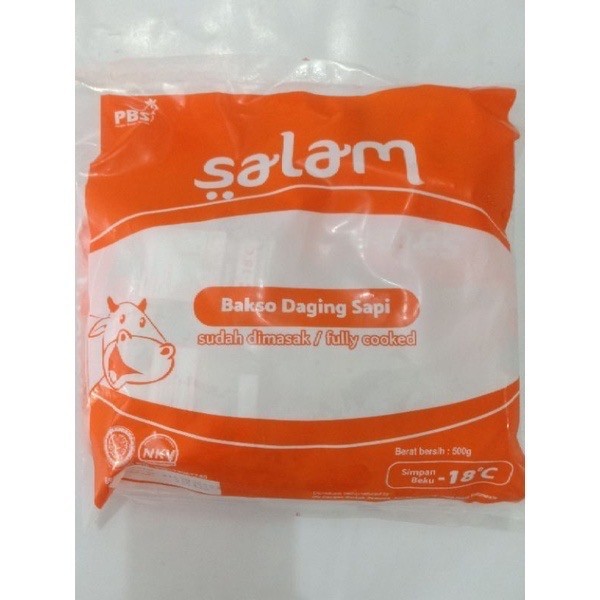 PBS
salam
Bakso Daging Sapi
sudah dimasak / fully cooked
NKV
Berat bersih : 500g
Simpan
Beku -18°C